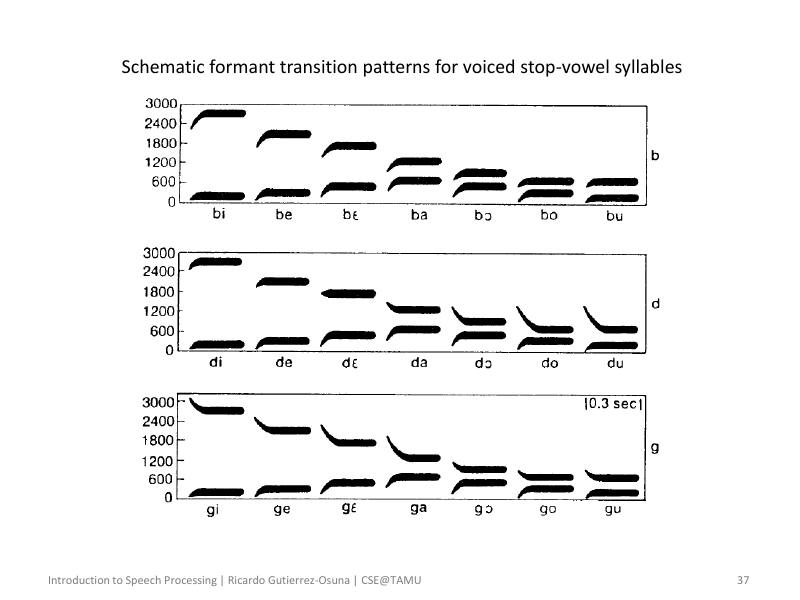 Schematic formant transition patterns for voiced stop-vowel syllables
3000
2400
1800
1200
600
0
b
bi be bɛ ba bɔ bo bu
3000
2400
1800
1200
600
0
d
di de dɛ da dɔ do du
3000
2400
1800
1200
600
0
|0.3 sec|
g
gi ge gɛ ga gɔ go gu
Introduction to Speech Processing | Ricardo Gutierrez-Osuna | CSE@TAMU
37